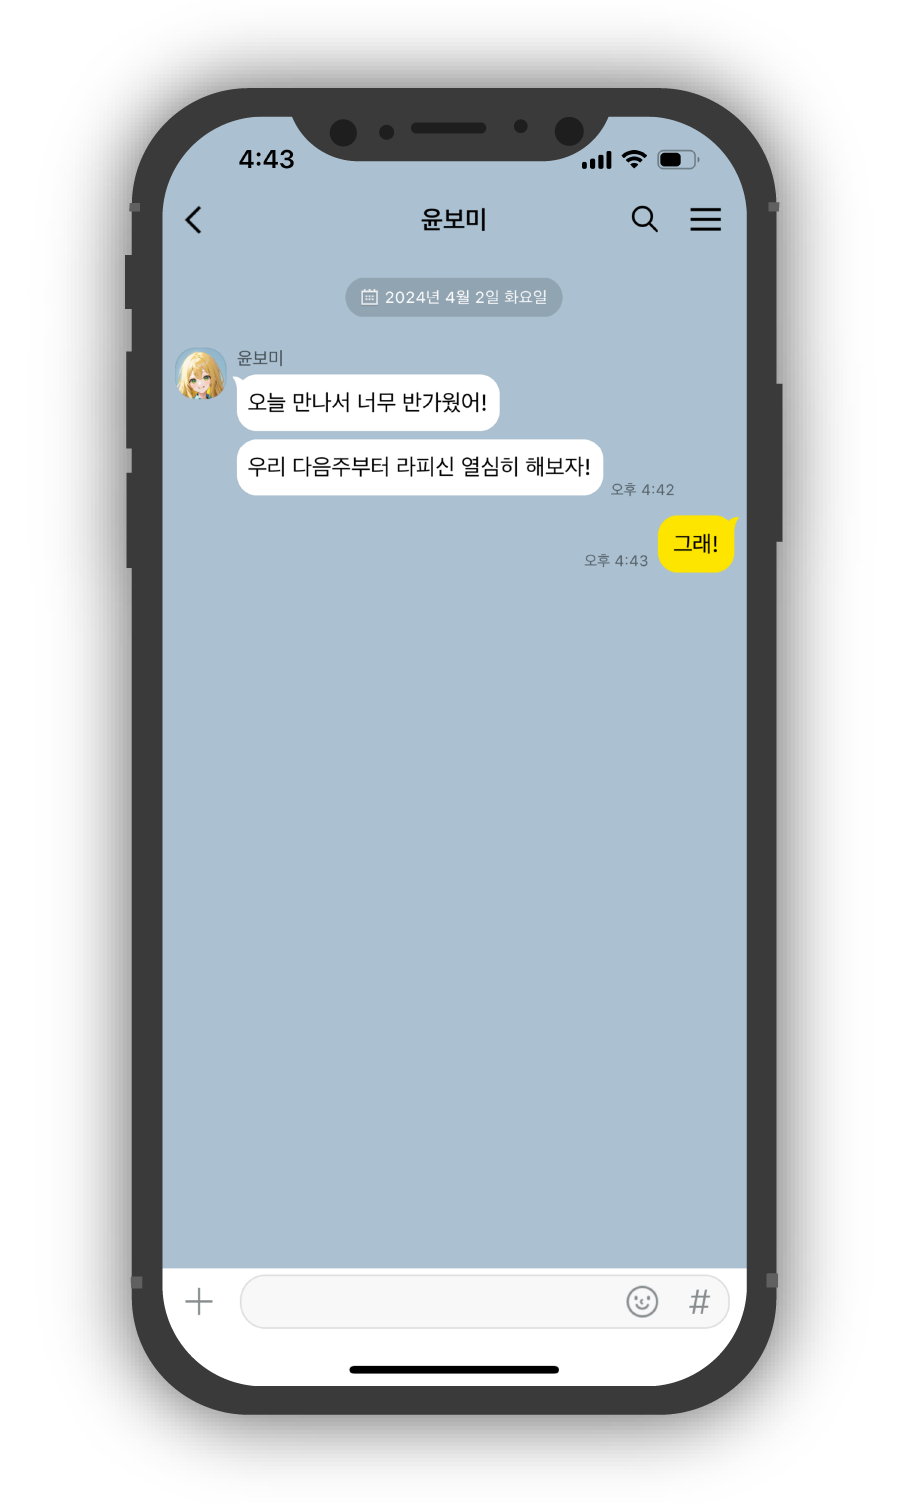 4:43
윤보미
2024년 4월 2일 화요일
윤보미
오늘 만나서 너무 반가웠어!
우리 다음주부터 라피신 열심히 해보자!
오후 4:42
그래!
오후 4:43
#